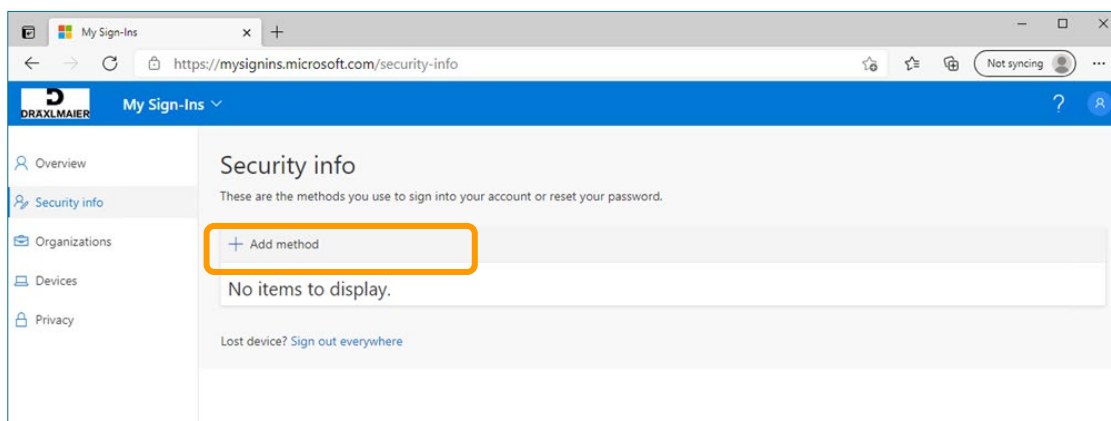 My Sign-Ins
https://mysignins.microsoft.com/security-info
Not syncing
DRÄXLMAIER
My Sign-Ins
?
Overview
Security info
Organizations
Devices
Privacy
Security info
These are the methods you use to sign into your account or reset your password.
+ Add method
No items to display.
Lost device? Sign out everywhere